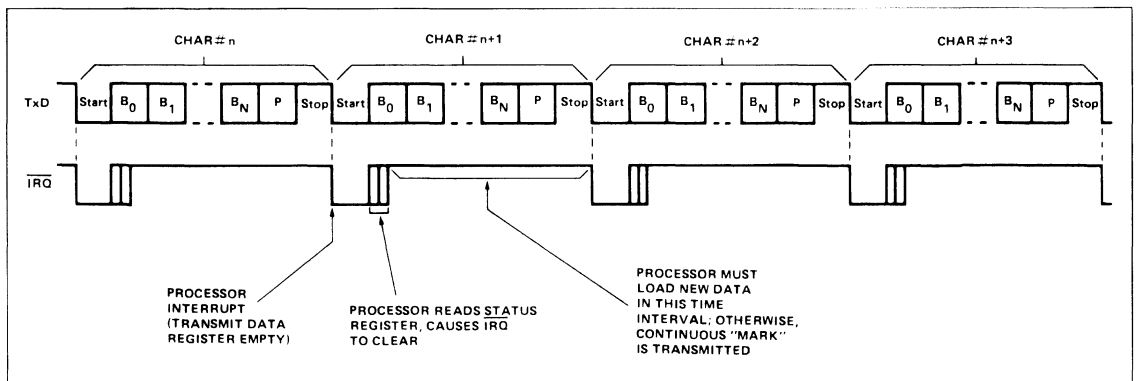 CHAR#n CHAR#n+1 CHAR#n+2 CHAR#n+3
TxD Start B0 B1 BN P Stop Start B0 B1 BN P Stop Start B0 B1 BN P Stop Start B0 B1 BN P Stop
IRQ
PROCESSOR
INTERRUPT
(TRANSMIT DATA
REGISTER EMPTY)
PROCESSOR READS STATUS
REGISTER, CAUSES IRQ
TO CLEAR
PROCESSOR MUST
LOAD NEW DATA
IN THIS TIME
INTERVAL; OTHERWISE,
CONTINUOUS "MARK"
IS TRANSMITTED